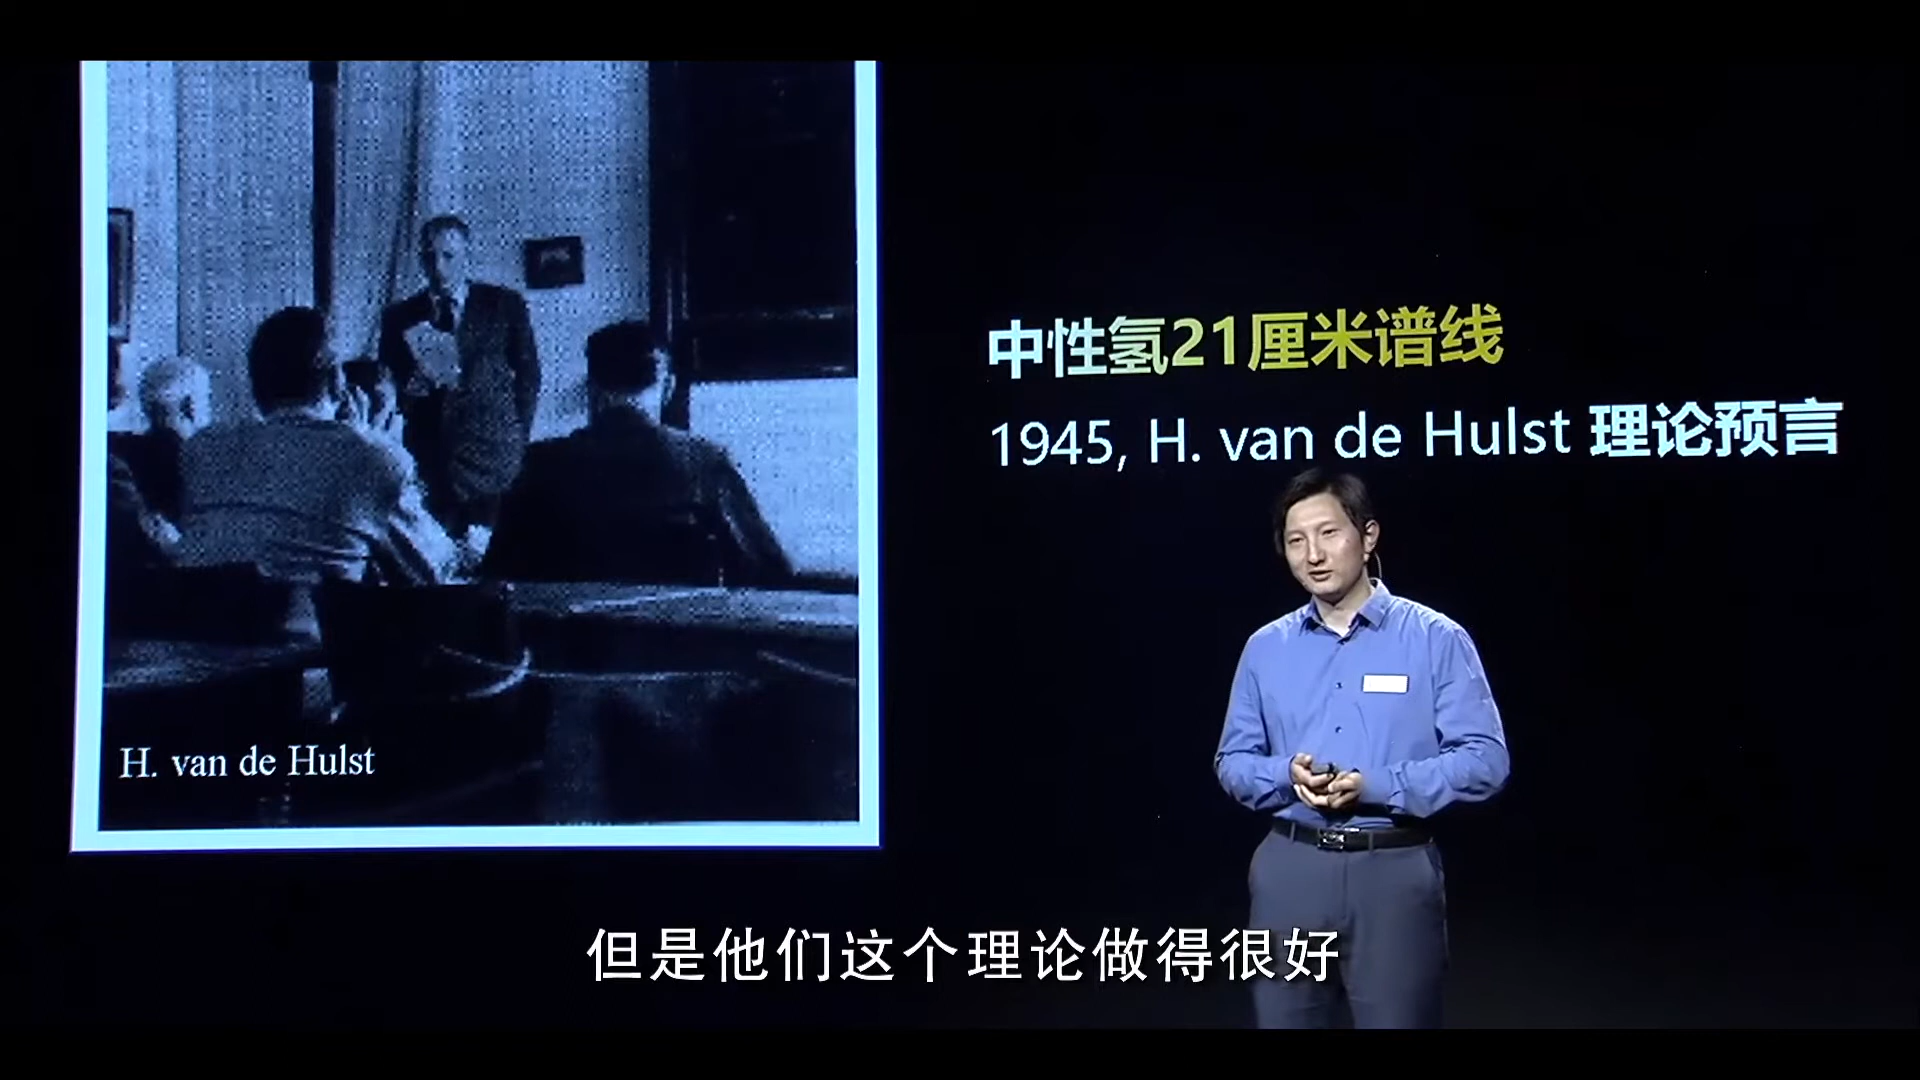 中性氢21厘米谱线
1945, H. van de Hulst 理论预言
H. van de Hulst
但是他们这个理论做得很好